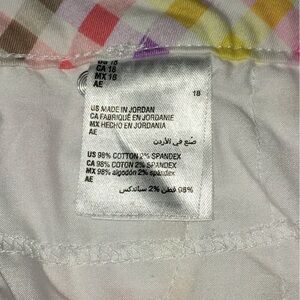 US 18
CA 18
MX 18
AE
18
US MADE IN JORDAN
CA FABRIQUÉ EN JORDANIE
MX HECHO EN JORDANIA
AE
صنع في الأردن
US 98% COTTON 2% SPANDEX
CA 98% COTON 2% SPANDEX
MX 98% algodón 2% spandex
AE
98% قطن 2% سباندكس